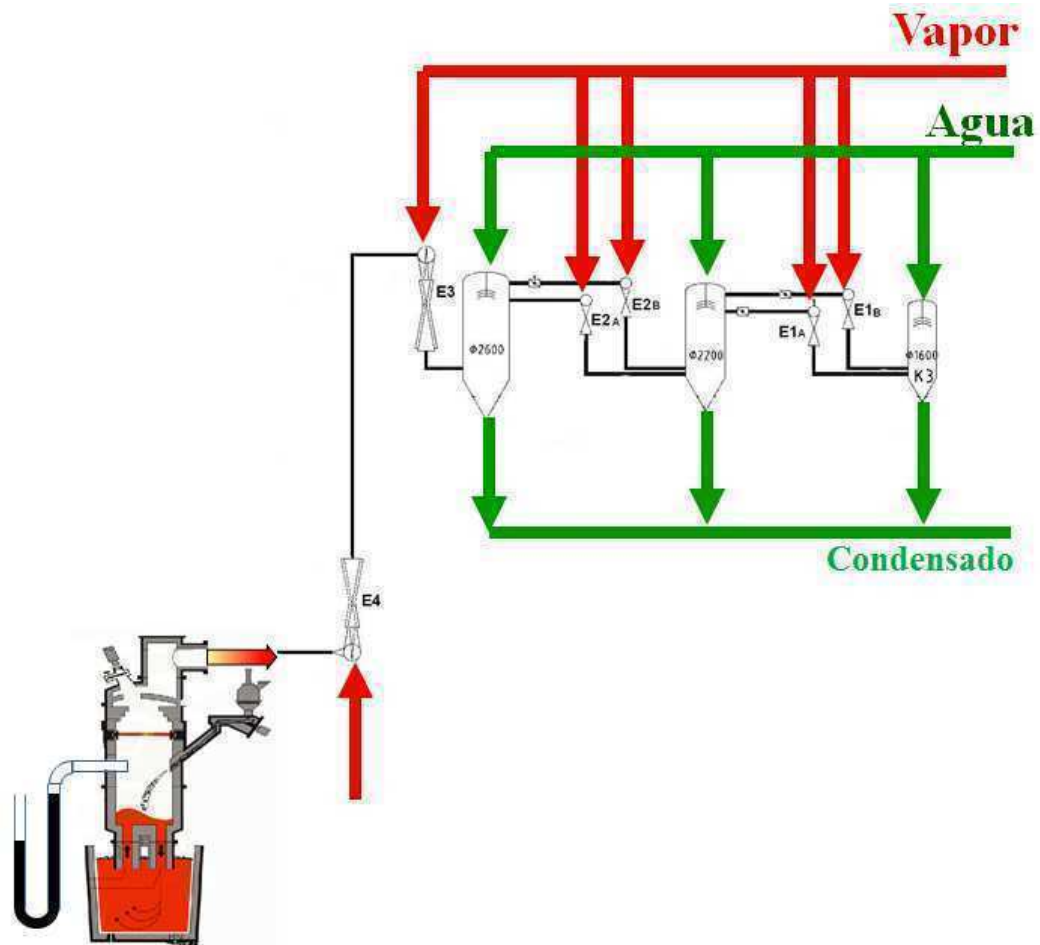 Vapor
Agua
E3
Φ2600
E2A
E2B
Φ2200
E1A
E1B
Φ1600
K3
Condensado
E4